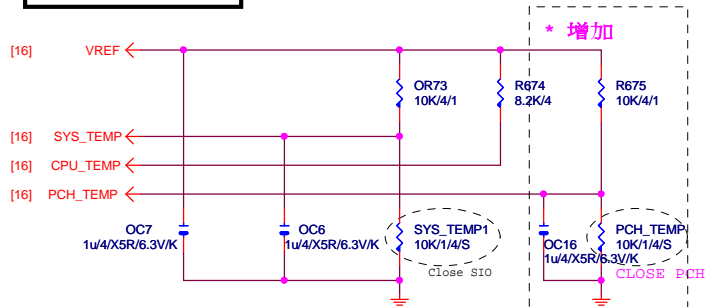 * 增加
[16] VREF
OR73
10K/4/1
R674
8.2K/4
R675
10K/4/1
[16] SYS_TEMP
[16] CPU_TEMP
[16] PCH_TEMP
OC7
1u/4/X5R/6.3V/K
OC6
1u/4/X5R/6.3V/K
SYS_TEMP1
10K/1/4/S
Close SIO
OC16
1u/4/X5R/6.3V/K
PCH_TEMP
10K/1/4/S
CLOSE PCH